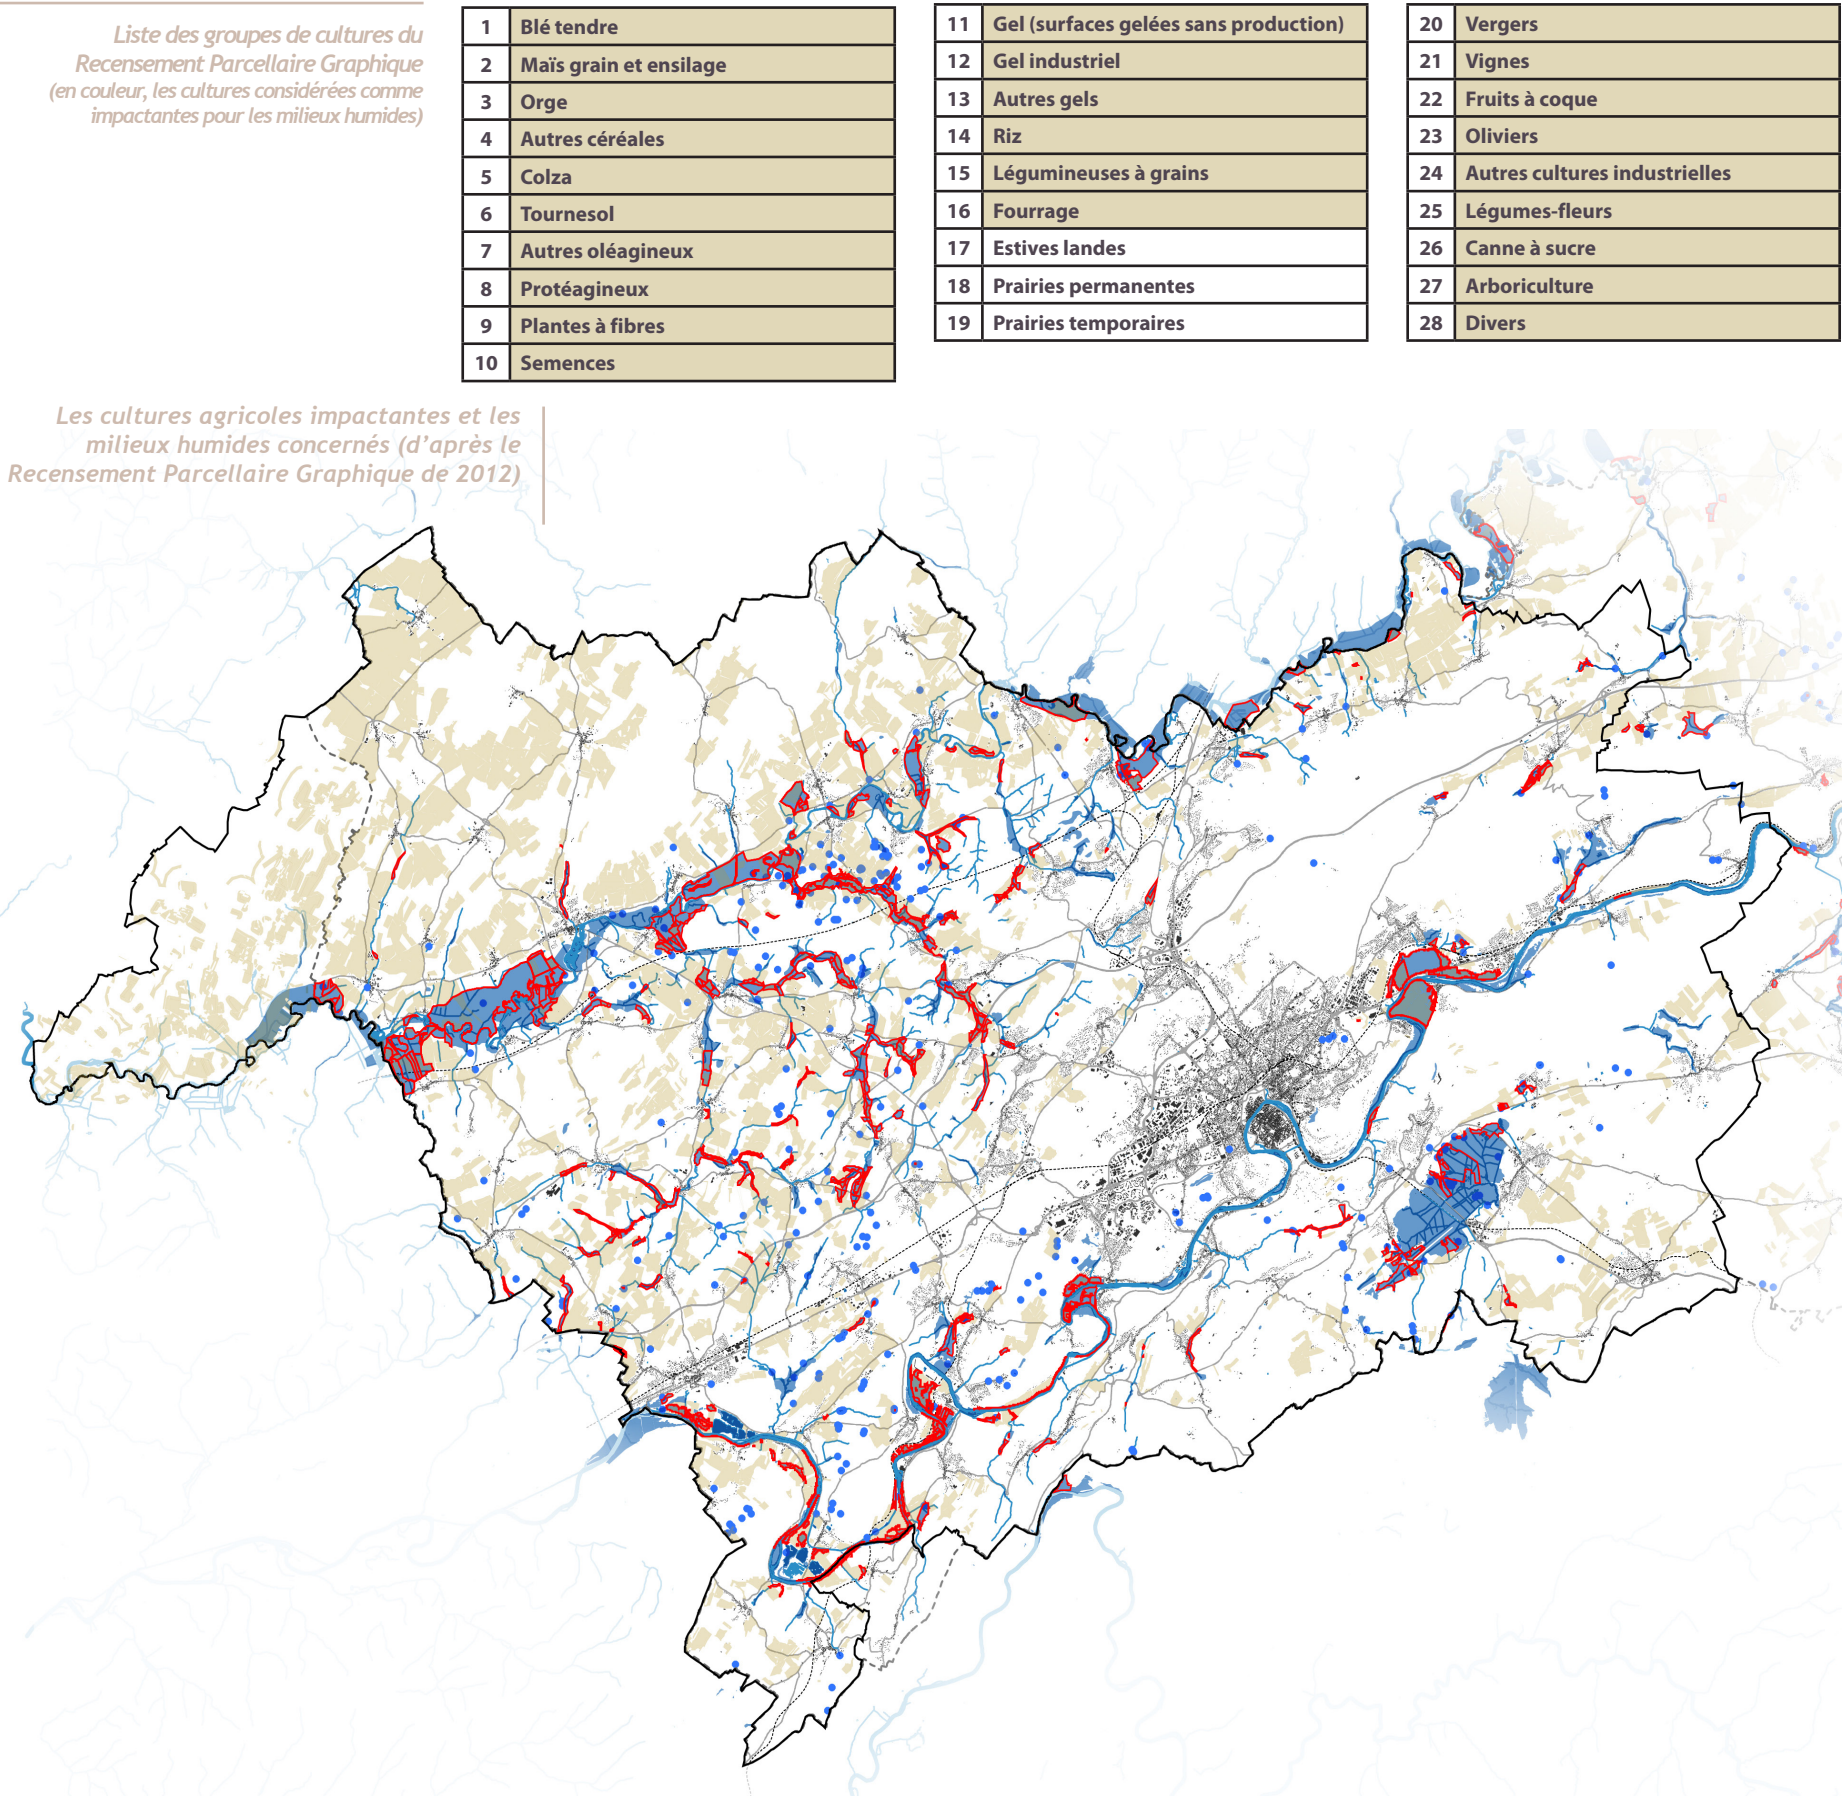 Liste des groupes de cultures du
Recensement Parcellaire Graphique
(en couleur, les cultures considérées comme
impactantes pour les milieux humides)
1 Blé tendre
2 Maïs grain et ensilage
3 Orge
4 Autres céréales
5 Colza
6 Tournesol
7 Autres oléagineux
8 Protéagineux
9 Plantes à fibres
10 Semences
11 Gel (surfaces gelées sans production)
12 Gel industriel
13 Autres gels
14 Riz
15 Légumineuses à grains
16 Fourrage
17 Estives landes
18 Prairies permanentes
19 Prairies temporaires
20 Vergers
21 Vignes
22 Fruits à coque
23 Oliviers
24 Autres cultures industrielles
25 Légumes-fleurs
26 Canne à sucre
27 Arboriculture
28 Divers
Les cultures agricoles impactantes et les
milieux humides concernés (d'après le
Recensement Parcellaire Graphique de 2012)